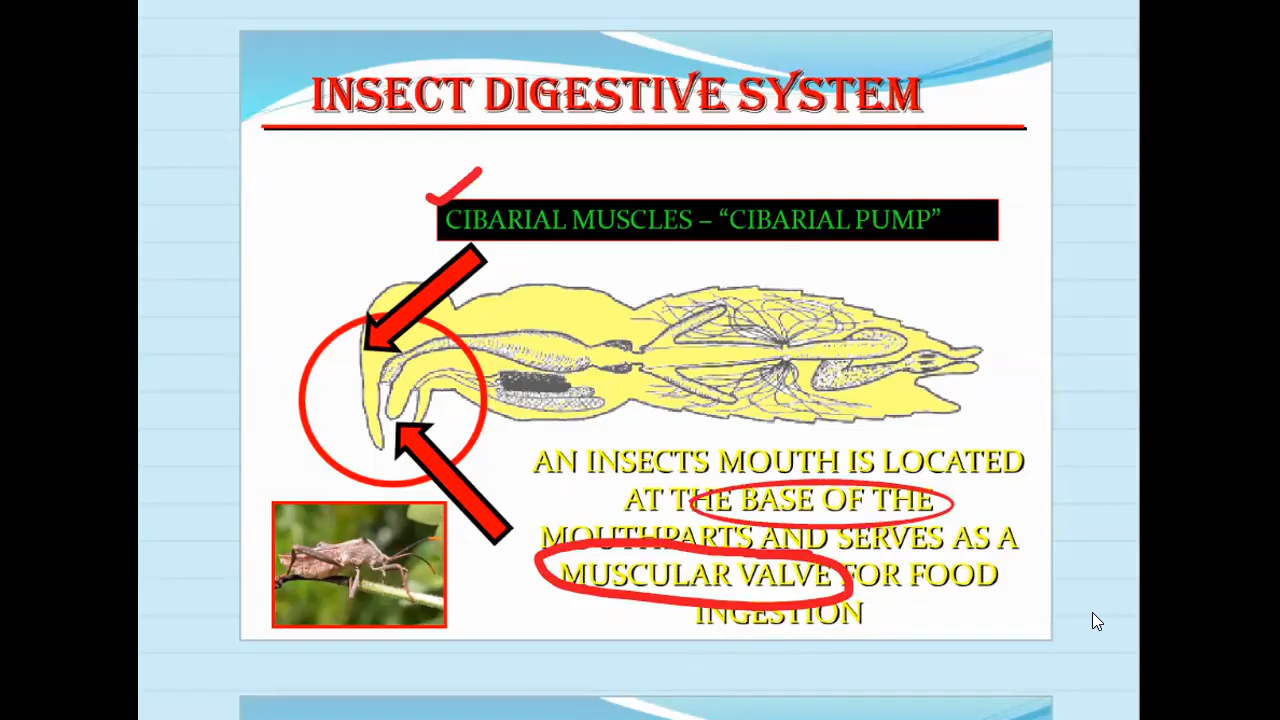 INSECT DIGESTIVE SYSTEM
CIBARIAL MUSCLES – “CIBARIAL PUMP”
AN INSECTS MOUTH IS LOCATED
AT THE BASE OF THE
MOUTHPARTS AND SERVES AS A
MUSCULAR VALVE FOR FOOD
INGESTION